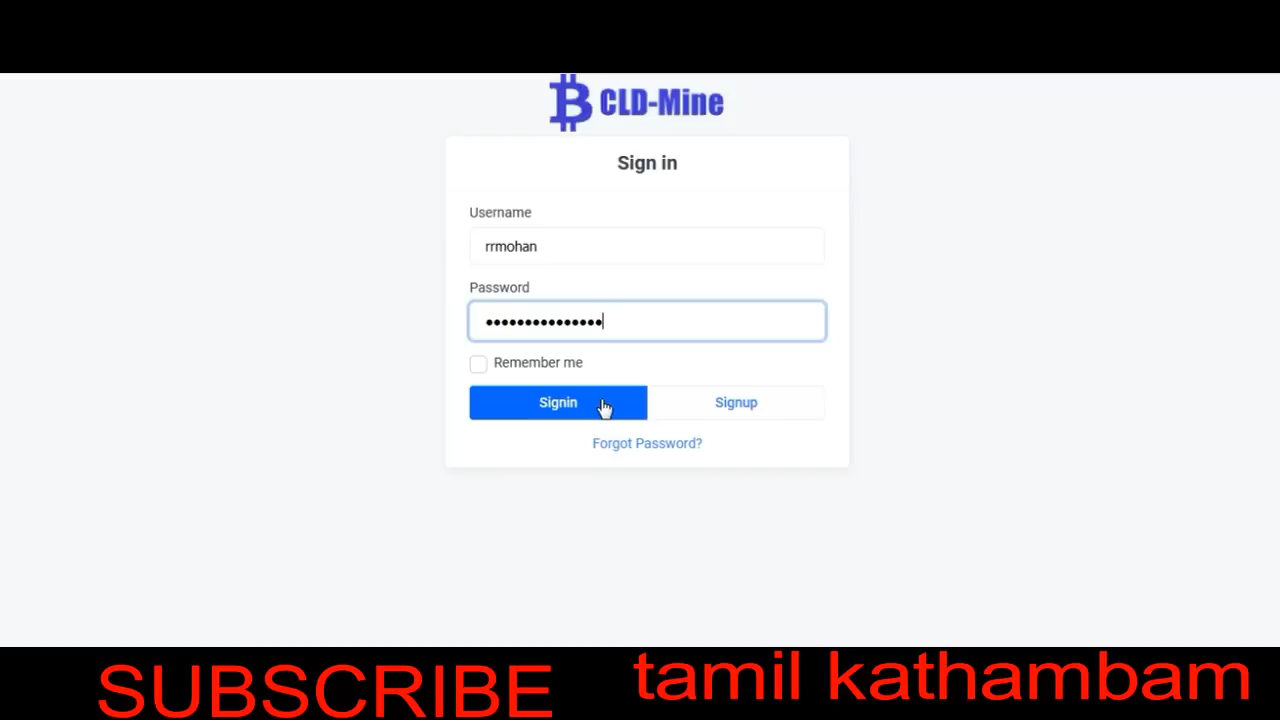 CLD-Mine
Sign in
Username
rrmohan
Password
•••••••••••••••
Remember me
Signin
Signup
Forgot Password?
SUBSCRIBE
tamil kathambam